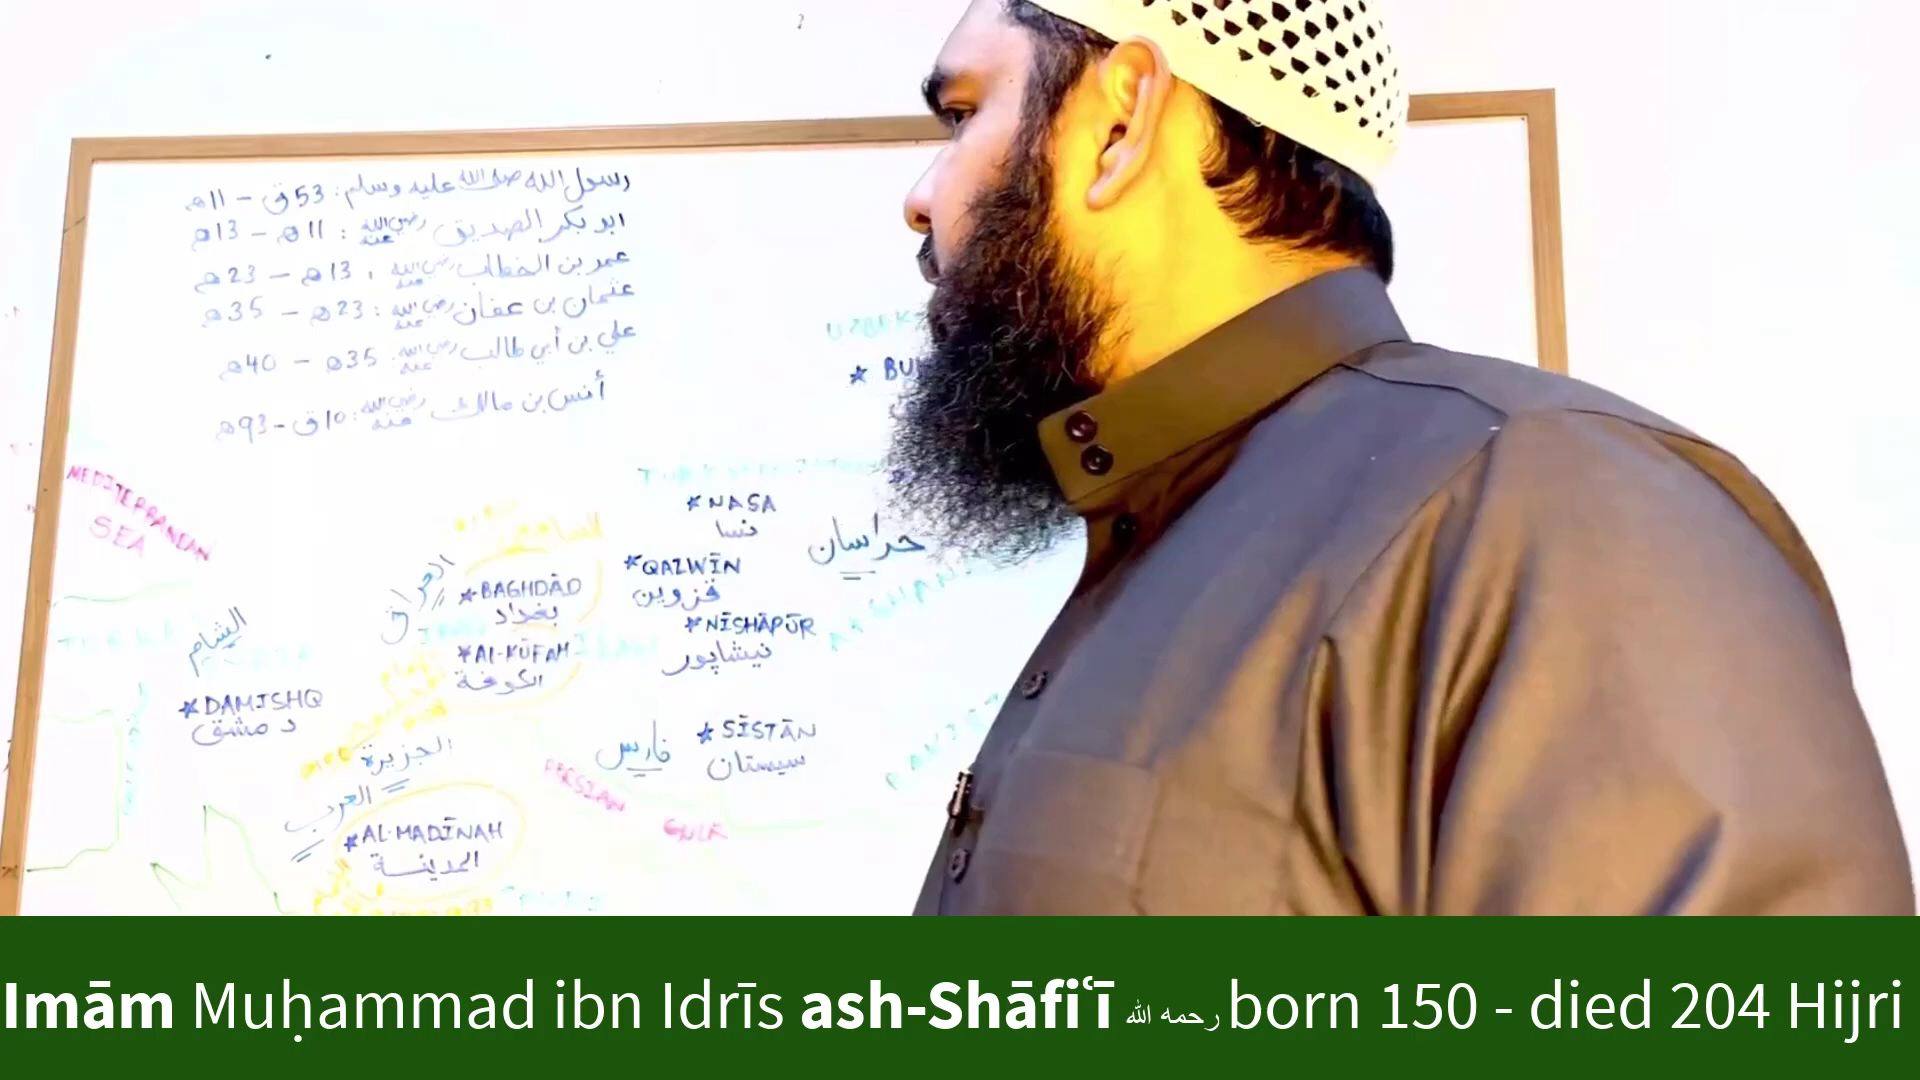 رسول الله صلى الله عليه وسلم: 53ق – 11هـ
ابو بكر الصديق رضي الله عنه: 11هـ – 13هـ
عمر بن الخطاب رضي الله عنه: 13هـ – 23هـ
عثمان بن عفان رضي الله عنه: 23هـ – 35هـ
علي بن أبي طالب رضي الله عنه: 35هـ – 40هـ
أنس بن مالك رضي الله عنه: 10ق - 93هـ
★ BU
MEDITERRANEAN
SEA
★ NASA
نسا
خراسان
★ QAZWĪN
قزوين
العراق
★ BAGHDĀD
بغداد
★ NĪSHĀPŪR
نيشاپور
★ AL-KŪFAH
الكوفة
الشام
★ DAMISHQ
دمشق
فارس
★ SĪSTĀN
سيستان
الجزيرة
العرب
PERSIAN
GULF
★ AL-MADĪNAH
المدينة
Imām Muḥammad ibn Idrīs ash-Shāfiʿī رحمه الله born 150 - died 204 Hijri